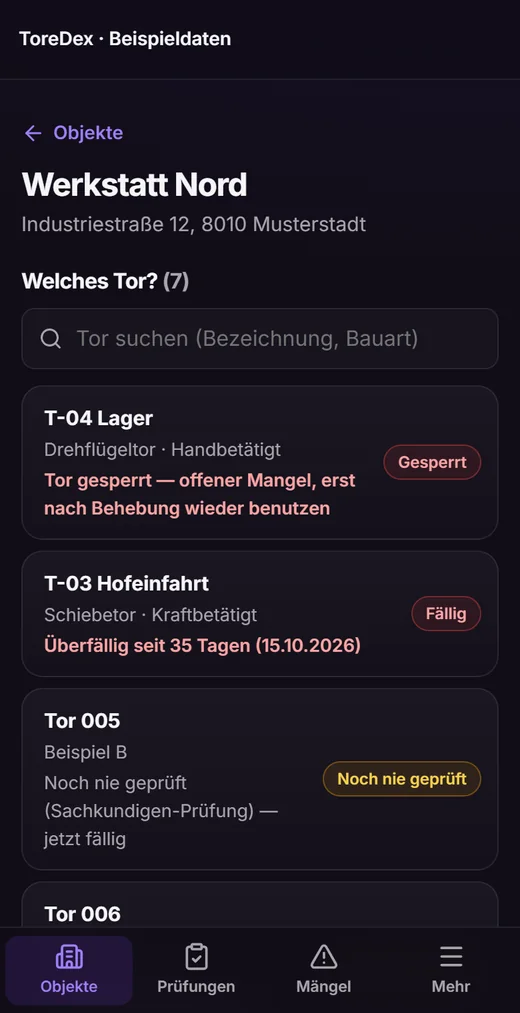 ToreDex · Beispieldaten
← Objekte
Werkstatt Nord
Industriestraße 12, 8010 Musterstadt
Welches Tor? (7)
Tor suchen (Bezeichnung, Bauart)
T-04 Lager
Drehflügeltor · Handbetätigt
Tor gesperrt — offener Mangel, erst
nach Behebung wieder benutzen
Gesperrt
T-03 Hofeinfahrt
Schiebetor · Kraftbetätigt
Überfällig seit 35 Tagen (15.10.2026)
Fällig
Tor 005
Beispiel B
Noch nie geprüft
(Sachkundigen-Prüfung) —
jetzt fällig
Noch nie geprüft
Tor 006
Objekte
Prüfungen
Mängel
Mehr